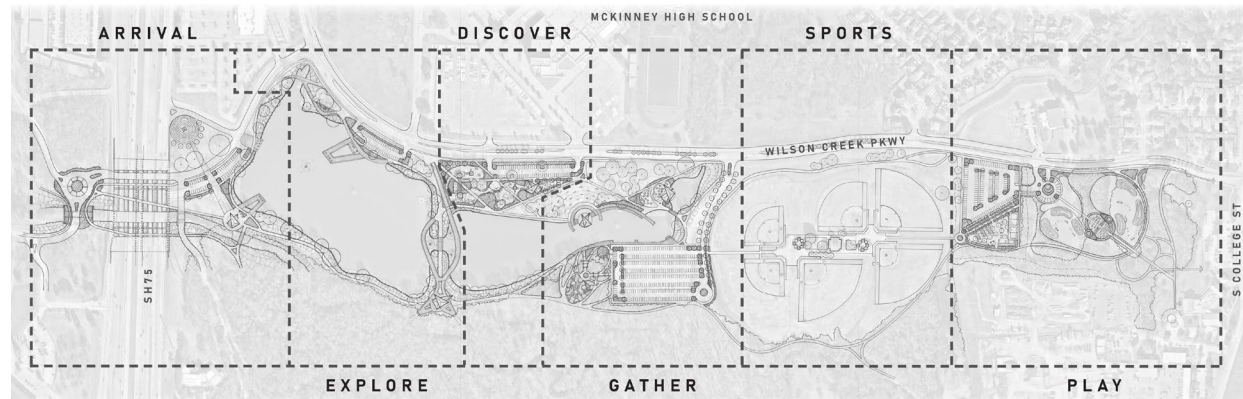 MCKINNEY HIGH SCHOOL
ARRIVAL
DISCOVER
SPORTS
WILSON CREEK PKWY
SH75
S COLLEGE ST
EXPLORE
GATHER
PLAY